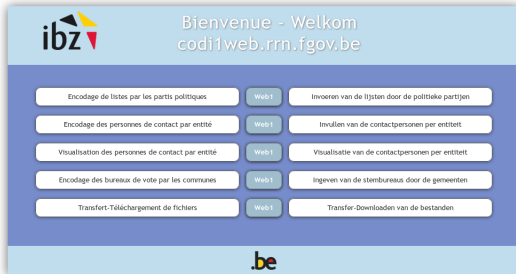 ibz
Bienvenue - Welkom
codi1web.rrn.fgov.be
Encodage de listes par les partis politiques Web1 Invoeren van de lijsten door de politieke partijen
Encodage des personnes de contact par entité Web1 Invullen van de contactpersonen per entiteit
Visualisation des personnes de contact par entité Web1 Visualisatie van de contactpersonen per entiteit
Encodage des bureaux de vote par les communes Web1 Ingeven van de stembureaus door de gemeenten
Transfert-Téléchargement de fichiers Web1 Transfer-Downloaden van de bestanden
.be